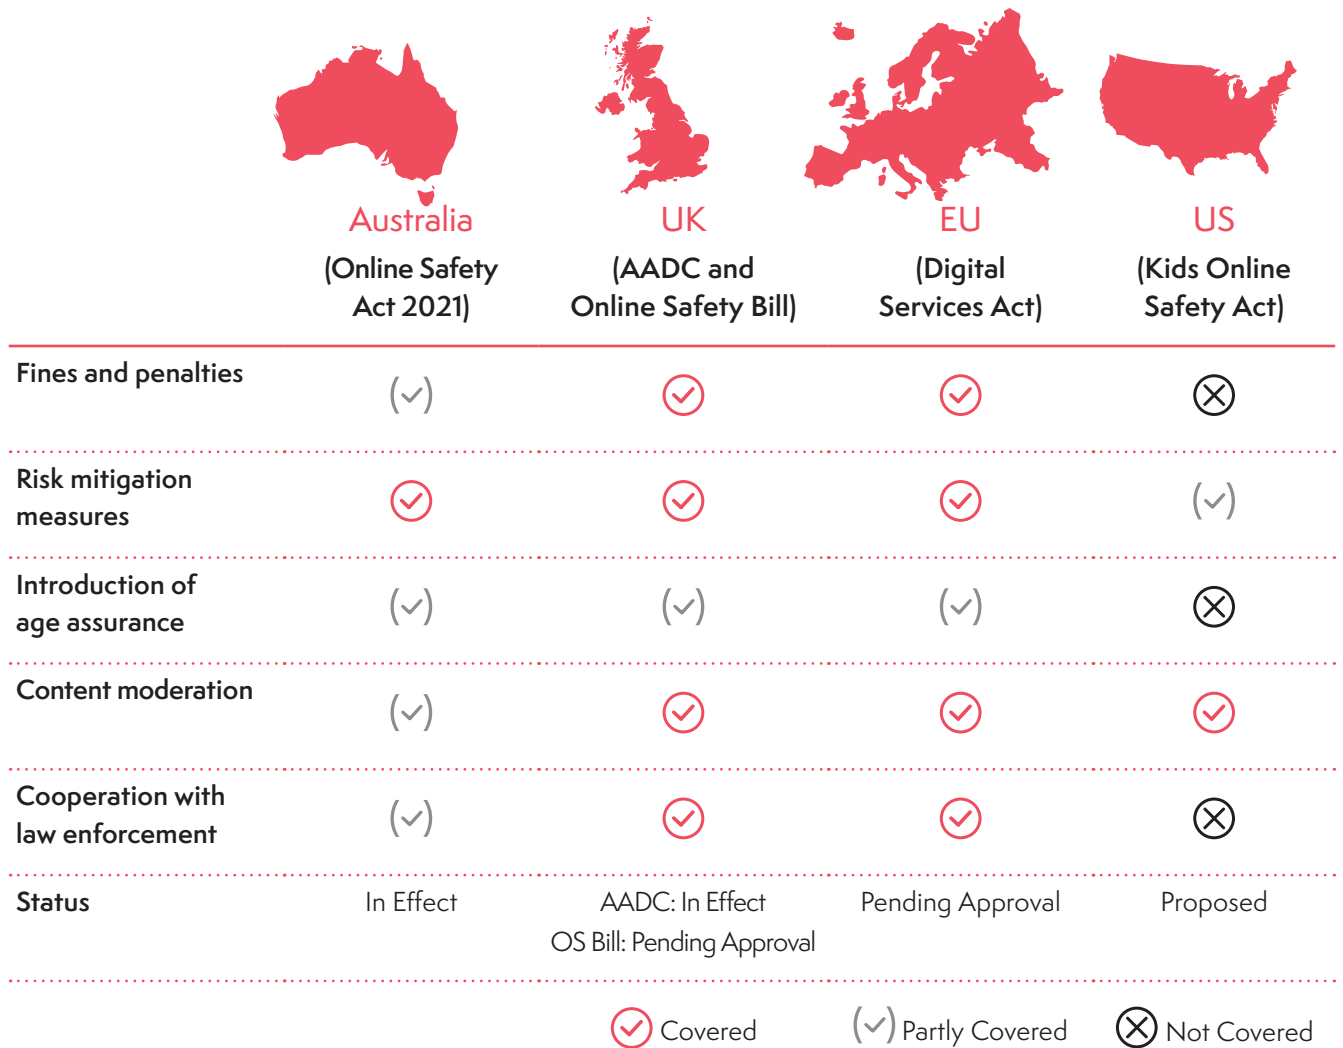 Australia
UK
EU
US
(Online Safety
Act 2021)
(AADC and
Online Safety Bill)
(Digital
Services Act)
(Kids Online
Safety Act)
Fines and penalties
Risk mitigation
measures
Introduction of
age assurance
Content moderation
Cooperation with
law enforcement
Status
In Effect
AADC: In Effect
OS Bill: Pending Approval
Pending Approval
Proposed
Covered
Partly Covered
Not Covered